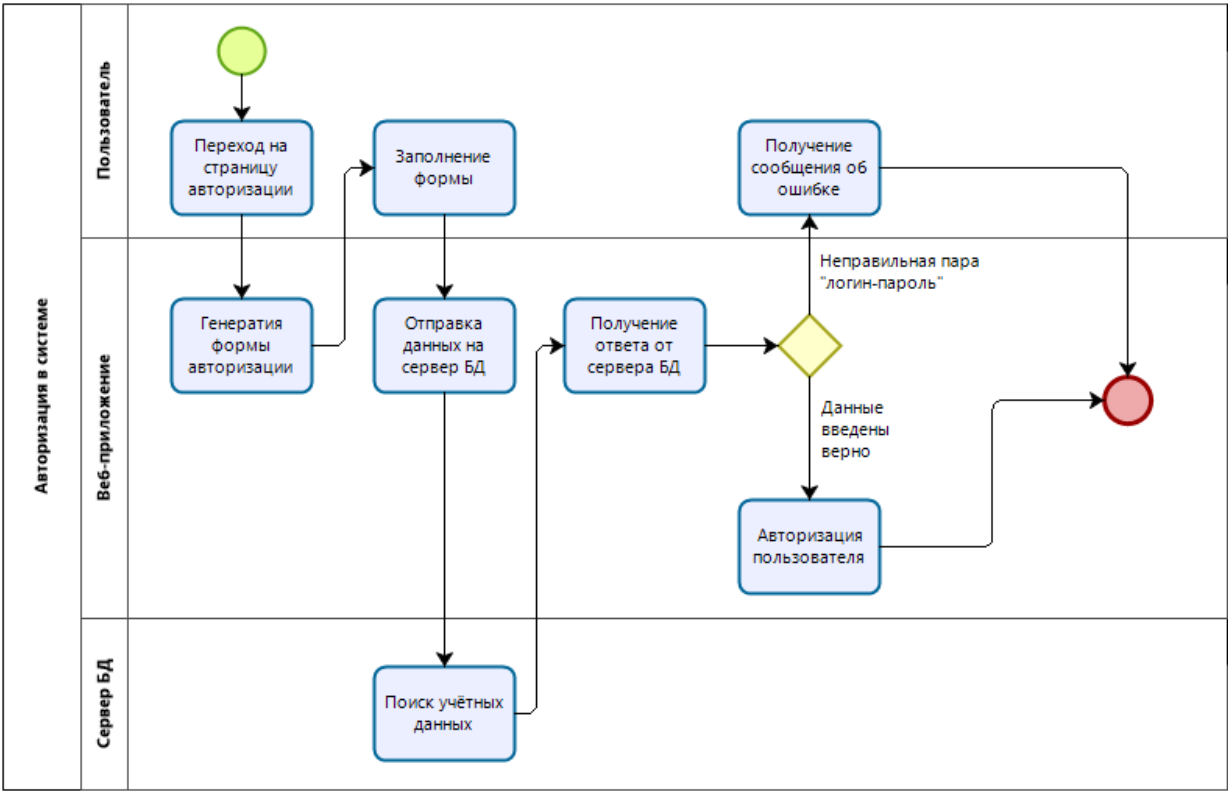 Авторизация в системе
Пользователь
Переход на
страницу
авторизации
Заполнение
формы
Получение
сообщения об
ошибке
Веб-приложение
Генератия
формы
авторизации
Отправка
данных на
сервер БД
Получение
ответа от
сервера БД
Неправильная пара
"логин-пароль"
Данные
введены
верно
Авторизация
пользователя
Сервер БД
Поиск учётных
данных